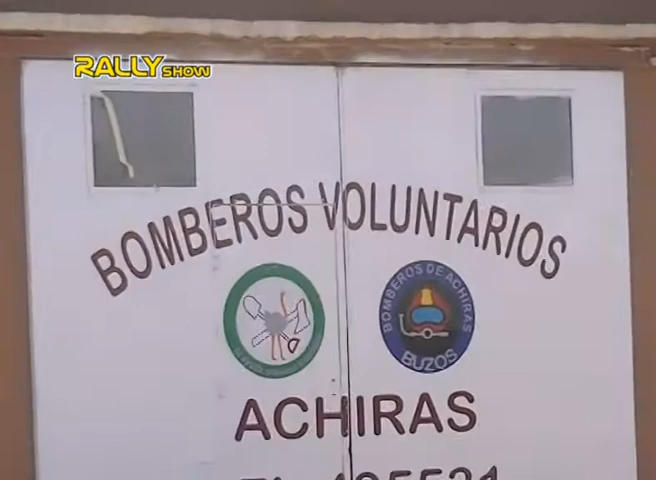 RALLY SHOW
BOMBEROS VOLUNTARIOS
BOMBEROS DE ACHIRAS
BUZOS
ACHIRAS